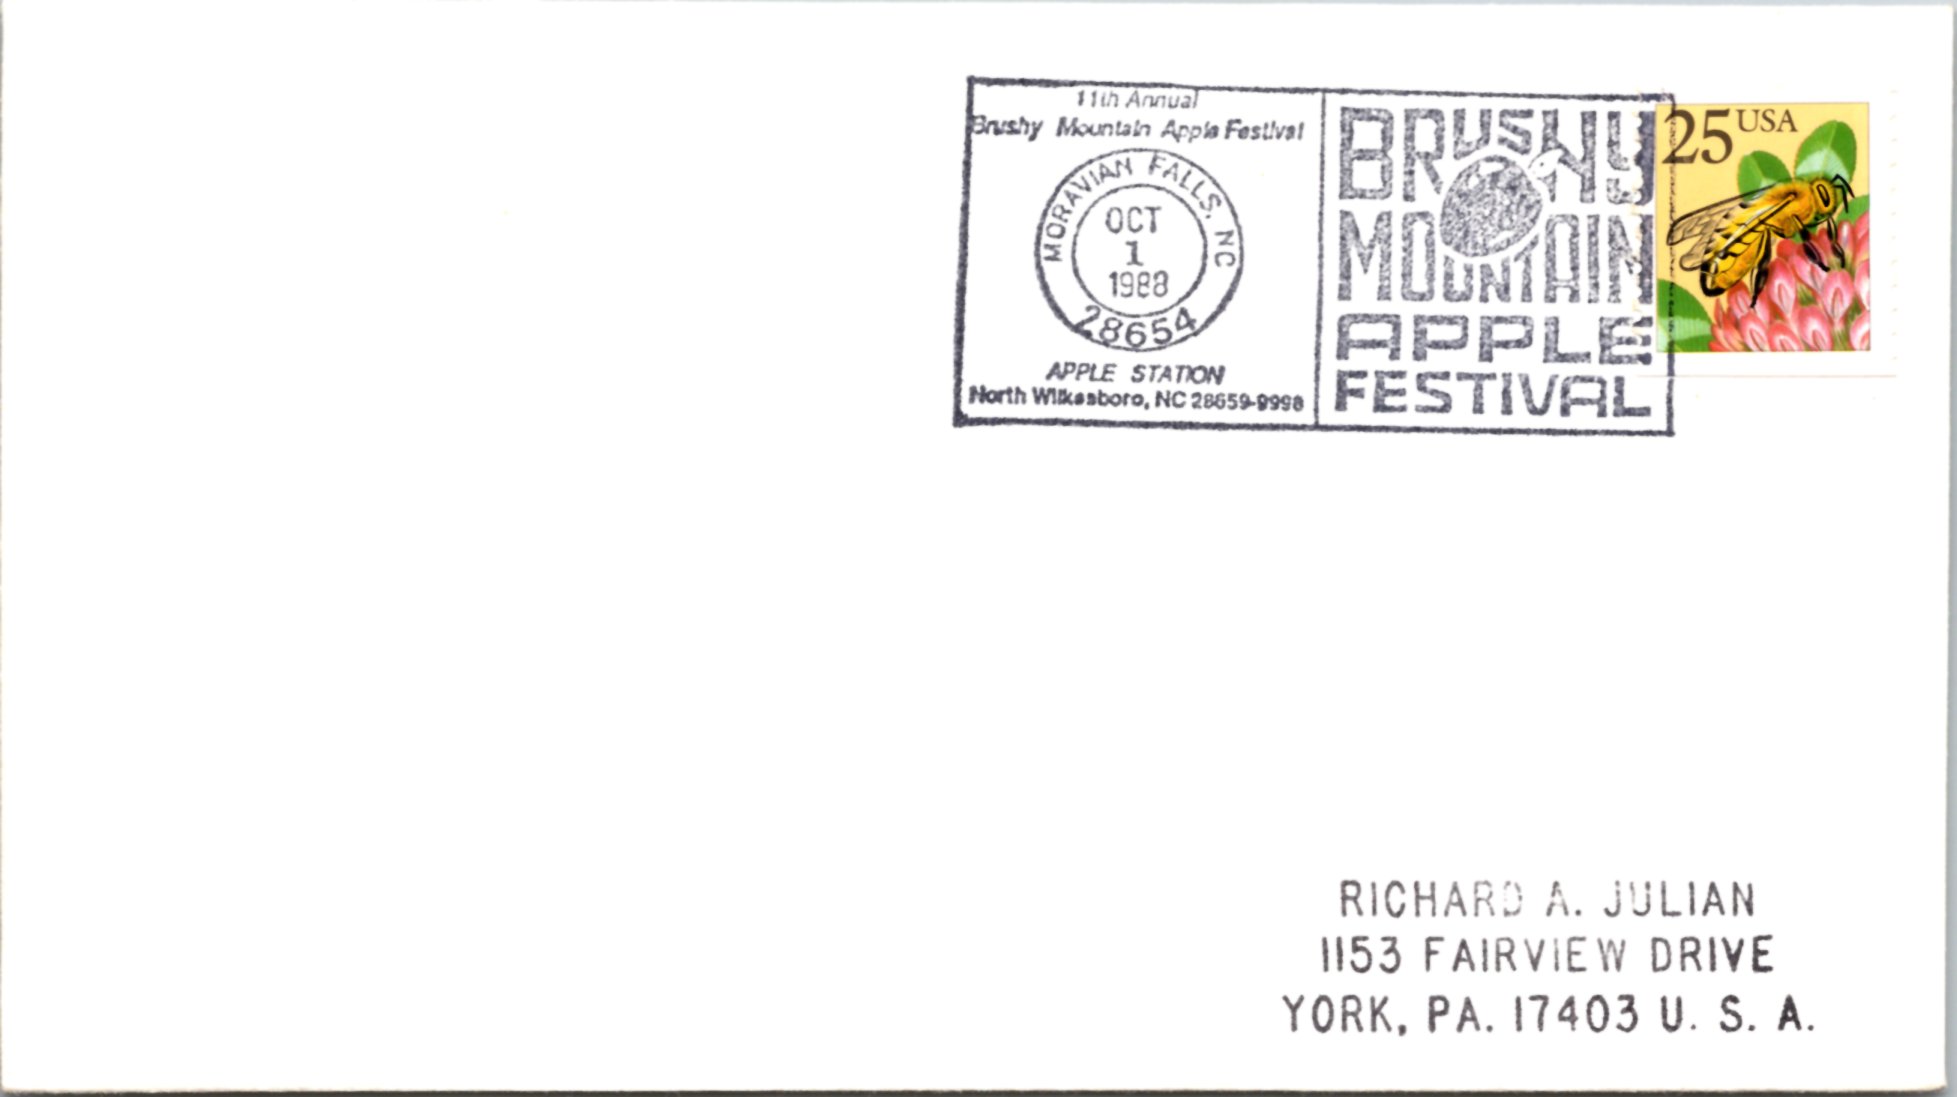 11th Annual
Brushy Mountain Apple Festival
MORAVIAN FALLS, NC
OCT
1
1988
28654
APPLE STATION
North Wilkesboro, NC 28659-9998
BRUSHY
MOUNTAIN
APPLE
FESTIVAL
25 USA
RICHARD A. JULIAN
1153 FAIRVIEW DRIVE
YORK, PA. 17403 U. S. A.